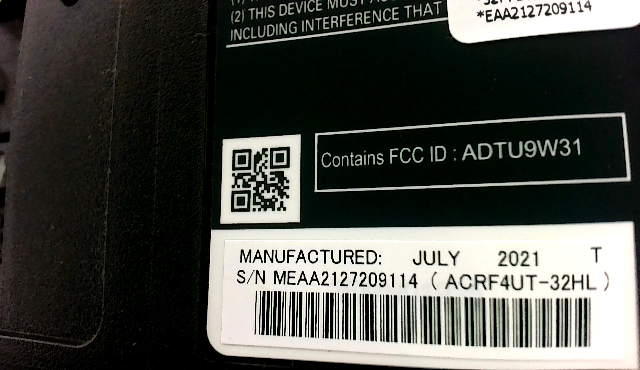 (2) THIS DEVICE MUST
INCLUDING INTERFERENCE THAT
*EAA2127209114
Contains FCC ID : ADTU9W31
MANUFACTURED: JULY 2021 T
S/N MEAA2127209114 ( ACRF4UT-32HL )